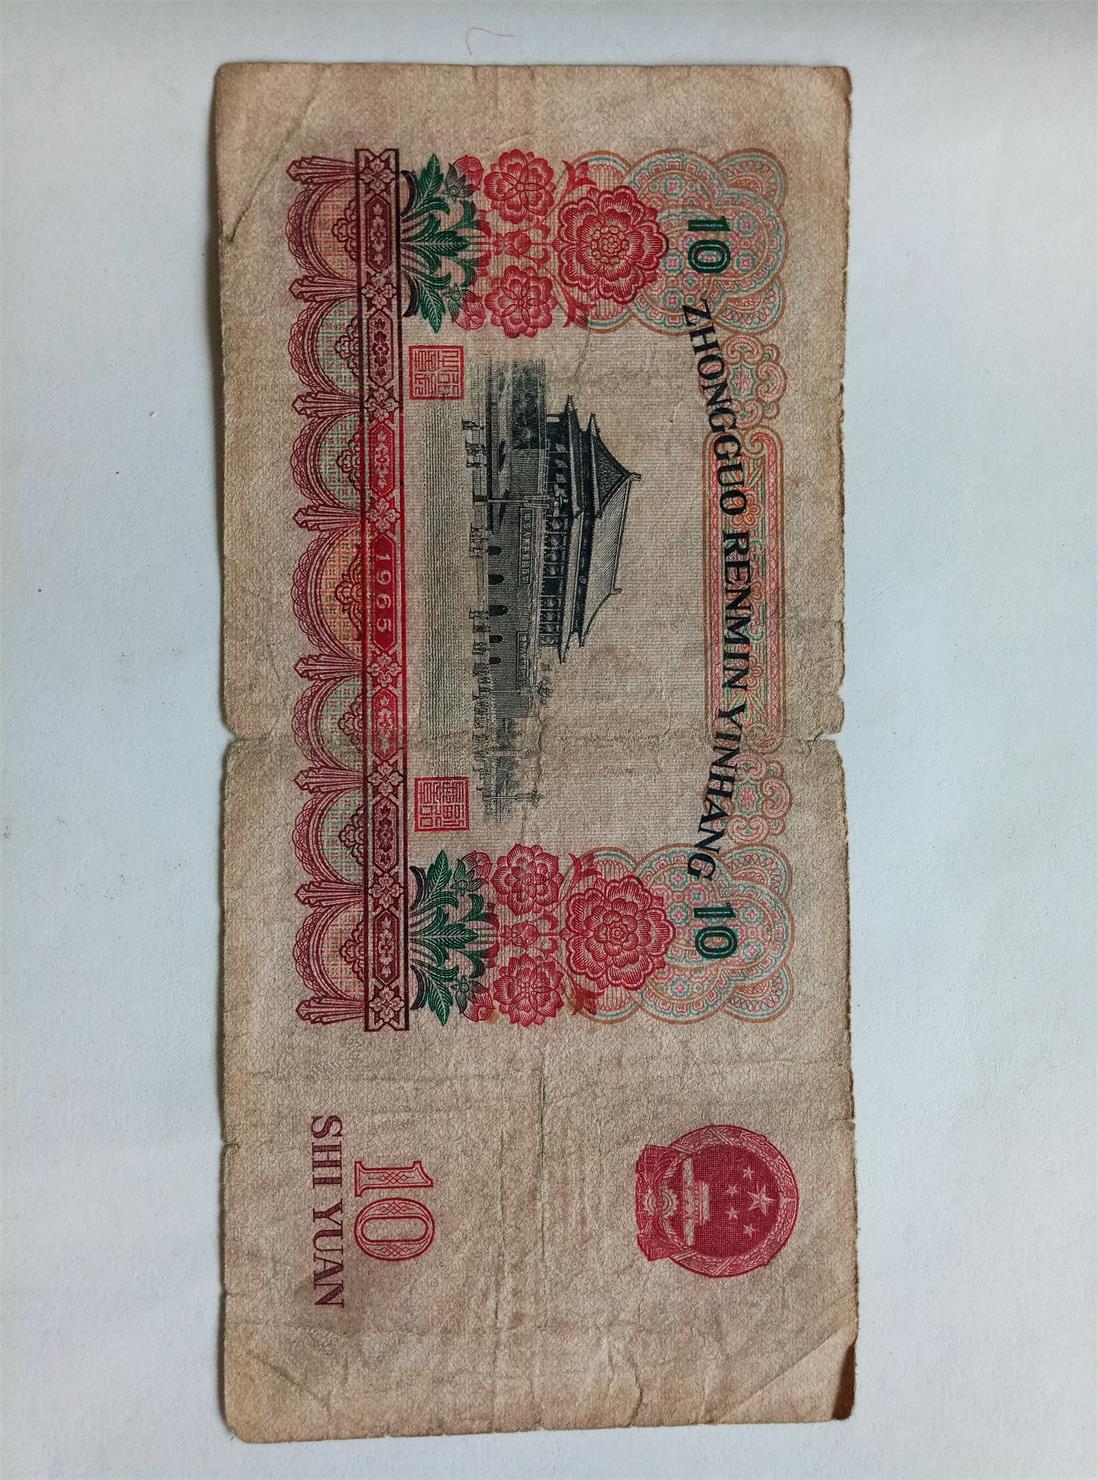 10 ZHONGGUO RENMIN YINHANG 10
1965
10
SHI YUAN